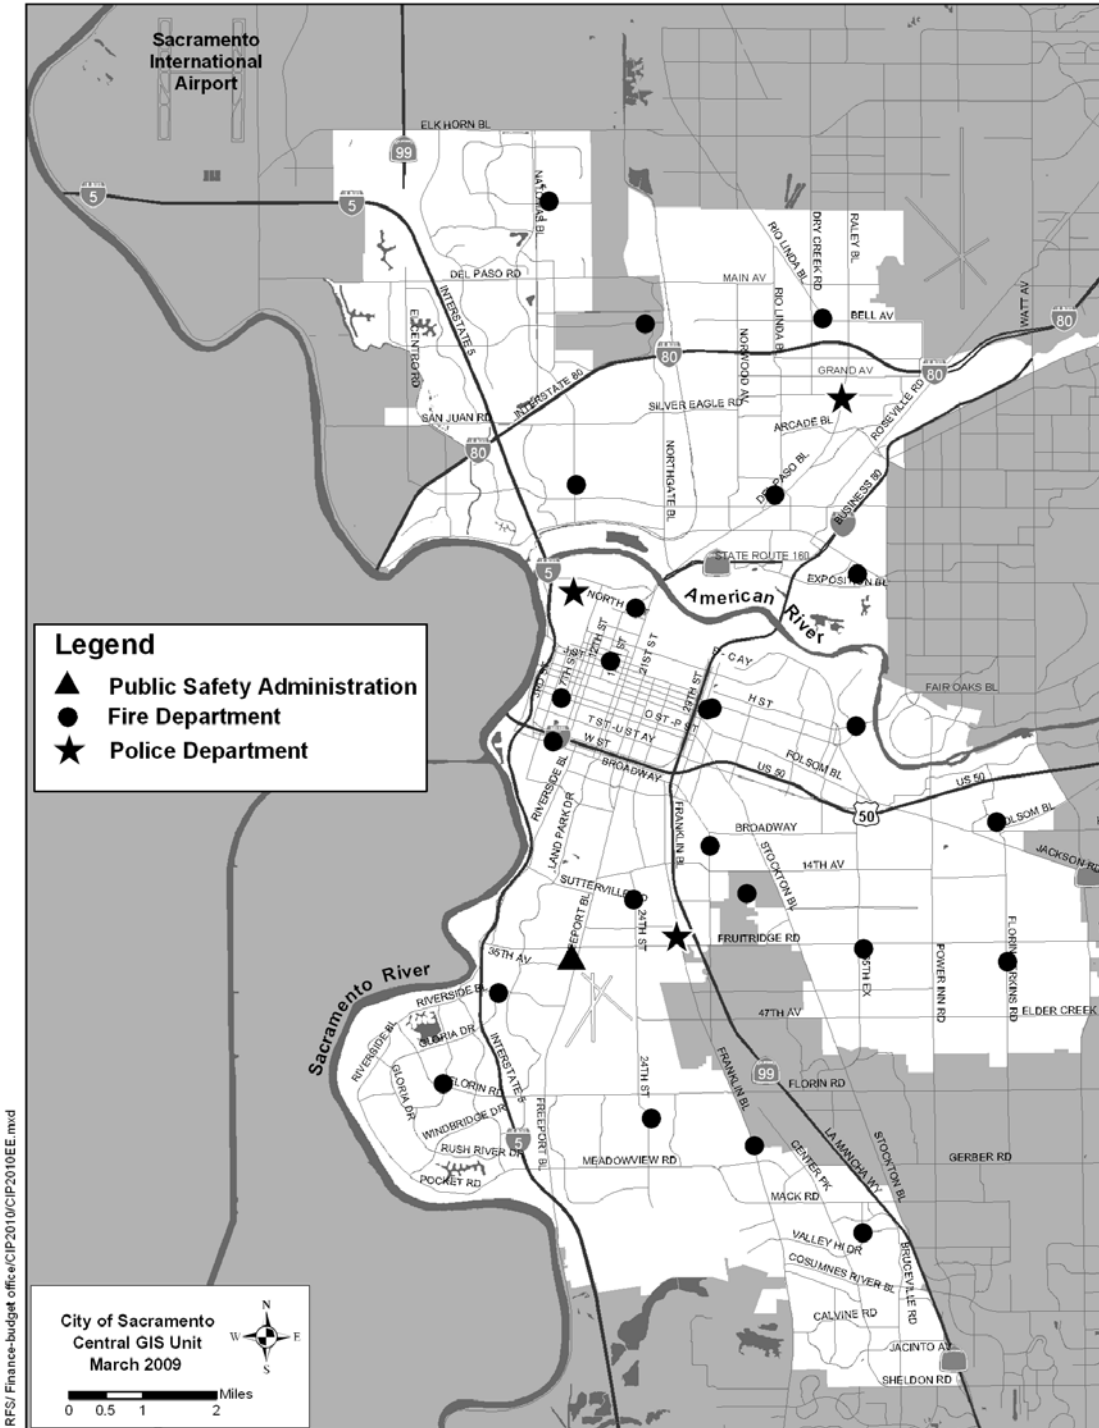 Sacramento
International
Airport
ELKHORN BL
99
5
5
NATOMAS BL
DEL PASO RD
INTERSTATE 5
EL CENTRO RD
RIO LINDA BL
DRY CREEK RD
RALEY BL
MAIN AV
RIO LINDA BL
BELL AV
WATT AV
80
80
NORWOOD AV
GRAND AV
80
INTERSTATE 80
SAN JUAN RD
SILVER EAGLE RD
ARCADE BL
ROSEVILLE RD
80
NORTHGATE BL
DEL PASO BL
BUSINESS 80
STATE ROUTE 160
EXPOSITION BL
5
NORTH
American River
Legend
Public Safety Administration
Fire Department
Police Department
12TH ST
7TH ST
21ST ST
29TH ST
H ST
FAIR OAKS BL
T ST-U ST AY
W ST
BROADWAY
FOLSOM BL
US 50
US 50
50
RIVERSIDE BL
LAND PARK DR
FRANKLIN BL
BROADWAY
STOCKTON BL
14TH AV
OLSOM BL
JACKSON RD
SUTTERVILLE
24TH ST
FRUITRIDGE RD
35TH AV
EEPORT BL
POWER INN RD
47TH AV
ELDER CREEK
Sacramento River
RIVERSIDE BL
RIVERSIDE BL
GLORIA DR
GLORIA DR
INTERSTATE 5
FLORIN RD
24TH ST
FRANKLIN BL
99
FLORIN RD
WINDBRIDGE DR
RUSH RIVER DR
POCKET RD
5
FREEPORT BL
MEADOWVIEW RD
CENTER PK
LA MANCHA WY
STOCKTON BL
GERBER RD
MACK RD
VALLEY HI DR
COSUMNES RIVER BL
BRUCEVILLE RD
CALVINE RD
JACINTO AV
SHELDON RD
City of Sacramento
Central GIS Unit
March 2009
N
W E
S
Miles
0 0.5 1 2
RFS/ Finance-budget office/CIP2010/CIP2010EE.mxd